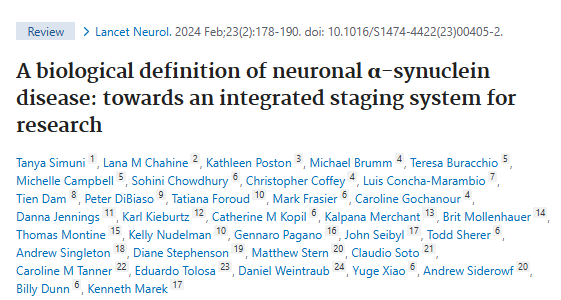 Review > Lancet Neurol. 2024 Feb;23(2):178-190. doi: 10.1016/S1474-4422(23)00405-2.
A biological definition of neuronal α-synuclein
disease: towards an integrated staging system for
research
Tanya Simuni 1, Lana M Chahine 2, Kathleen Poston 3, Michael Brumm 4, Teresa Buracchio 5,
Michelle Campbell 5, Sohini Chowdhury 6, Christopher Coffey 4, Luis Concha-Marambio 7,
Tien Dam 8, Peter DiBiaso 9, Tatiana Foroud 10, Mark Frasier 6, Caroline Gochanour 4,
Danna Jennings 11, Karl Kieburtz 12, Catherine M Kopil 6, Kalpana Merchant 13, Brit Mollenhauer 14,
Thomas Montine 15, Kelly Nudelman 10, Gennaro Pagano 16, John Seibyl 17, Todd Sherer 6,
Andrew Singleton 18, Diane Stephenson 19, Matthew Stern 20, Claudio Soto 21,
Caroline M Tanner 22, Eduardo Tolosa 23, Daniel Weintraub 24, Yuge Xiao 6, Andrew Siderowf 20,
Billy Dunn 6, Kenneth Marek 17